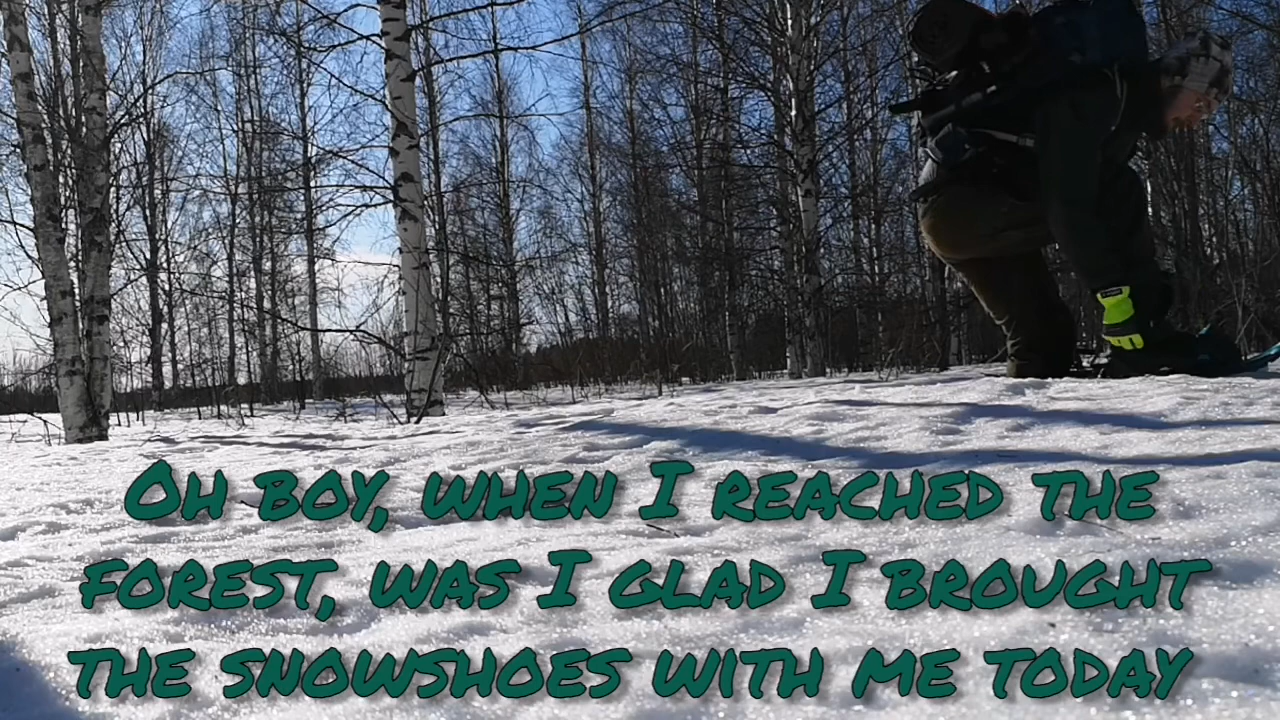 Oh boy, when I reached the
forest, was I glad I brought
the snowshoes with me today